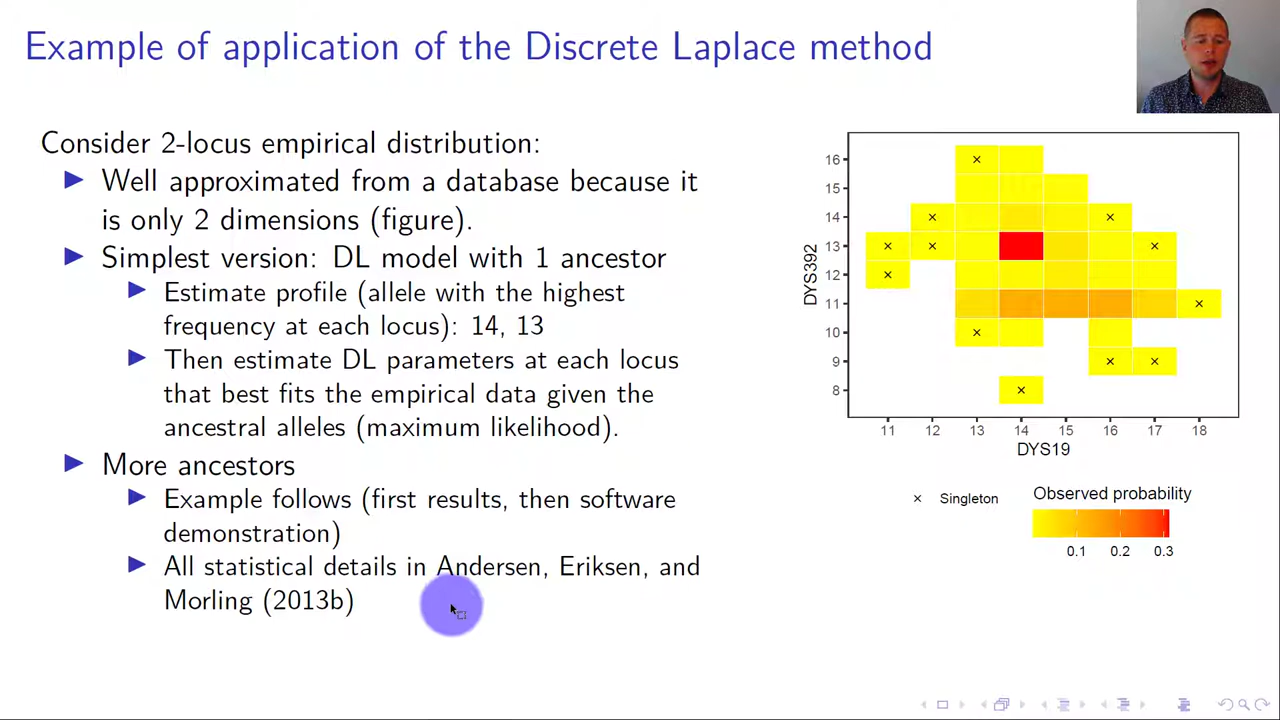 Example of application of the Discrete Laplace method
Consider 2-locus empirical distribution:
Well approximated from a database because it
is only 2 dimensions (figure).
Simplest version: DL model with 1 ancestor
Estimate profile (allele with the highest
frequency at each locus): 14, 13
Then estimate DL parameters at each locus
that best fits the empirical data given the
ancestral alleles (maximum likelihood).
More ancestors
Example follows (first results, then software
demonstration)
All statistical details in Andersen, Eriksen, and
Morling (2013b)
16
15
14
13
12
11
10
9
8
DYS392
11 12 13 14 15 16 17 18
DYS19
× Singleton
Observed probability
0.1 0.2 0.3